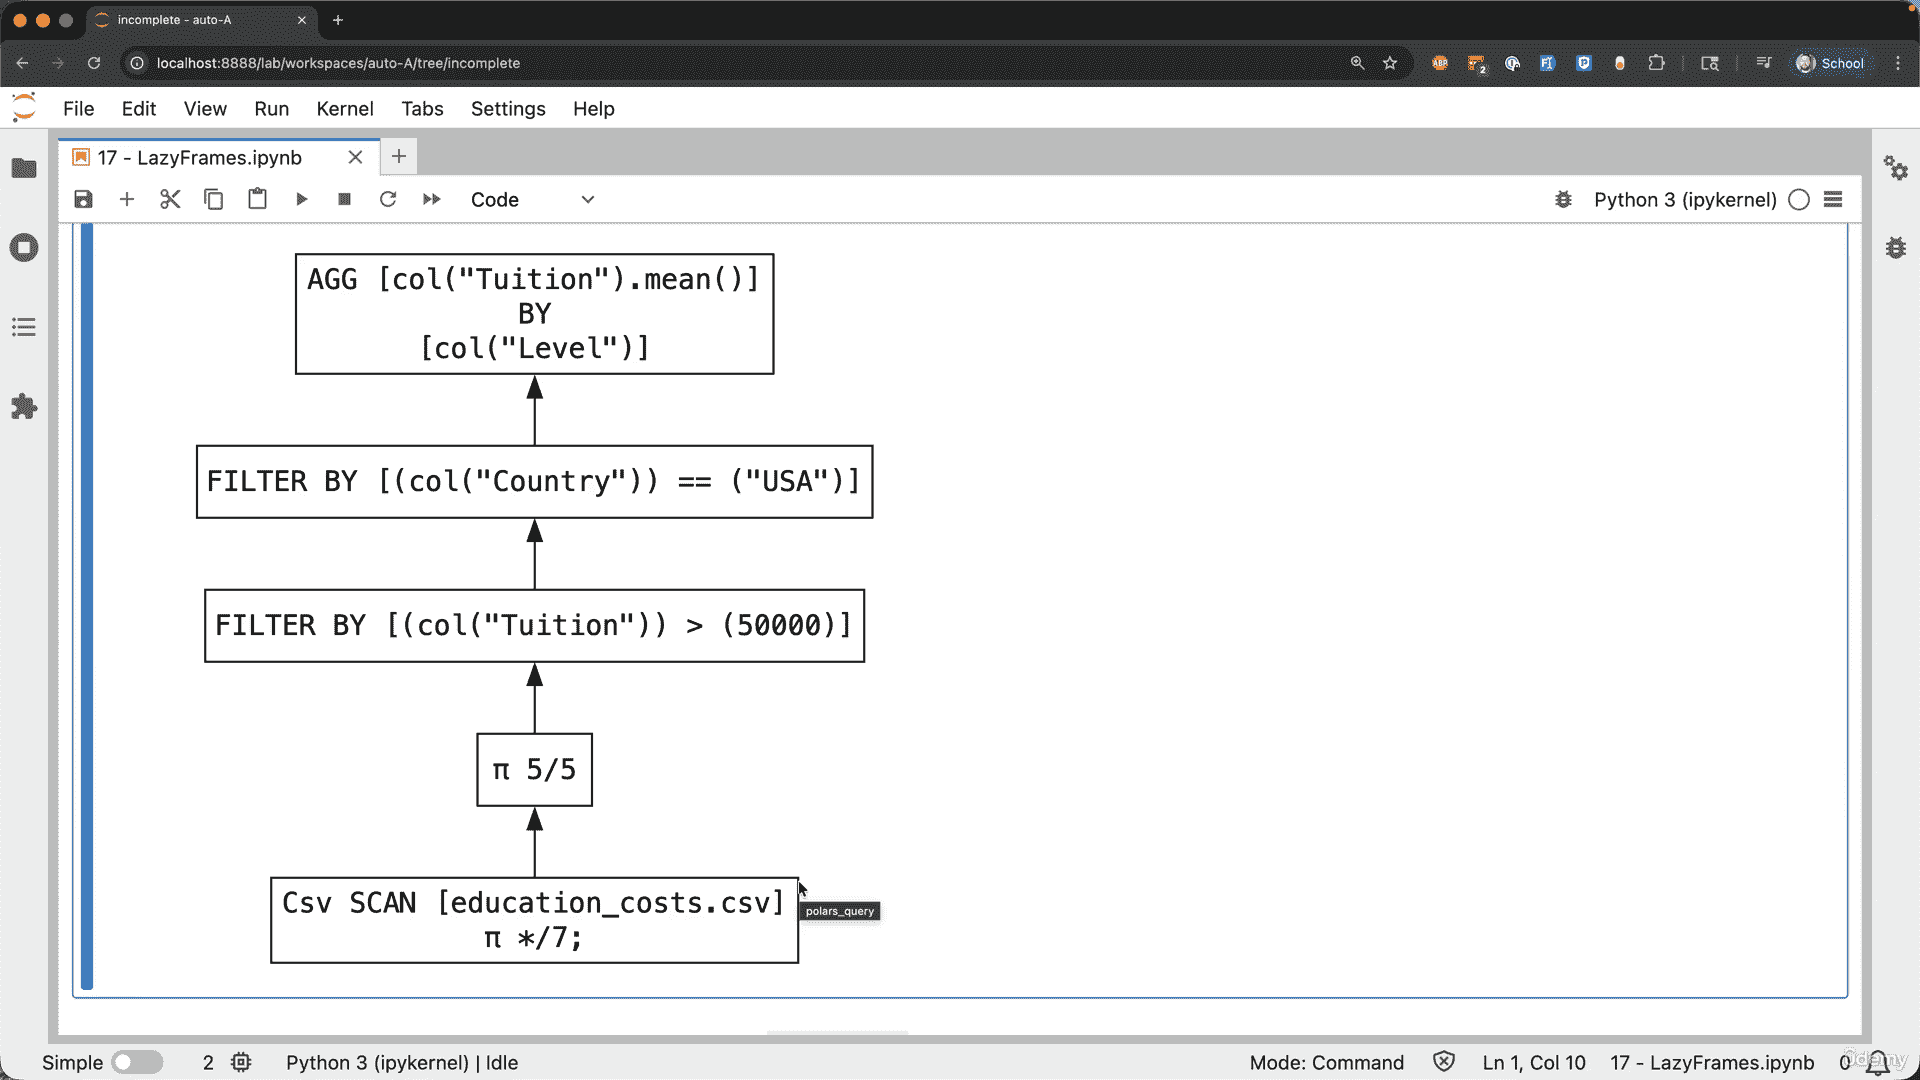 incomplete - auto-A
localhost:8888/lab/workspaces/auto-A/tree/incomplete
ABP
2
School
File Edit View Run Kernel Tabs Settings Help
17 - LazyFrames.ipynb
Code
Python 3 (ipykernel)
AGG [col("Tuition").mean()]
BY
[col("Level")]
FILTER BY [(col("Country")) == ("USA")]
FILTER BY [(col("Tuition")) > (50000)]
π 5/5
Csv SCAN [education_costs.csv]
π */7;
polars_query
Simple 2 Python 3 (ipykernel) | Idle Mode: Command Ln 1, Col 10 17 - LazyFrames.ipynb 0
ûdemy